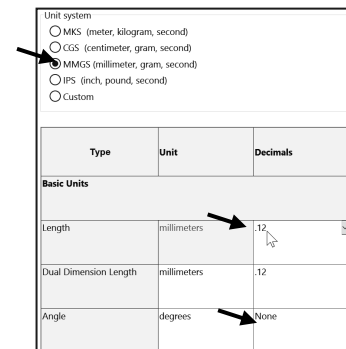 Unit system
MKS (meter, kilogram, second)
CGS (centimeter, gram, second)
MMGS (millimeter, gram, second)
IPS (inch, pound, second)
Custom
Type Unit Decimals
Basic Units
Length millimeters .12
Dual Dimension Length millimeters .12
Angle degrees None